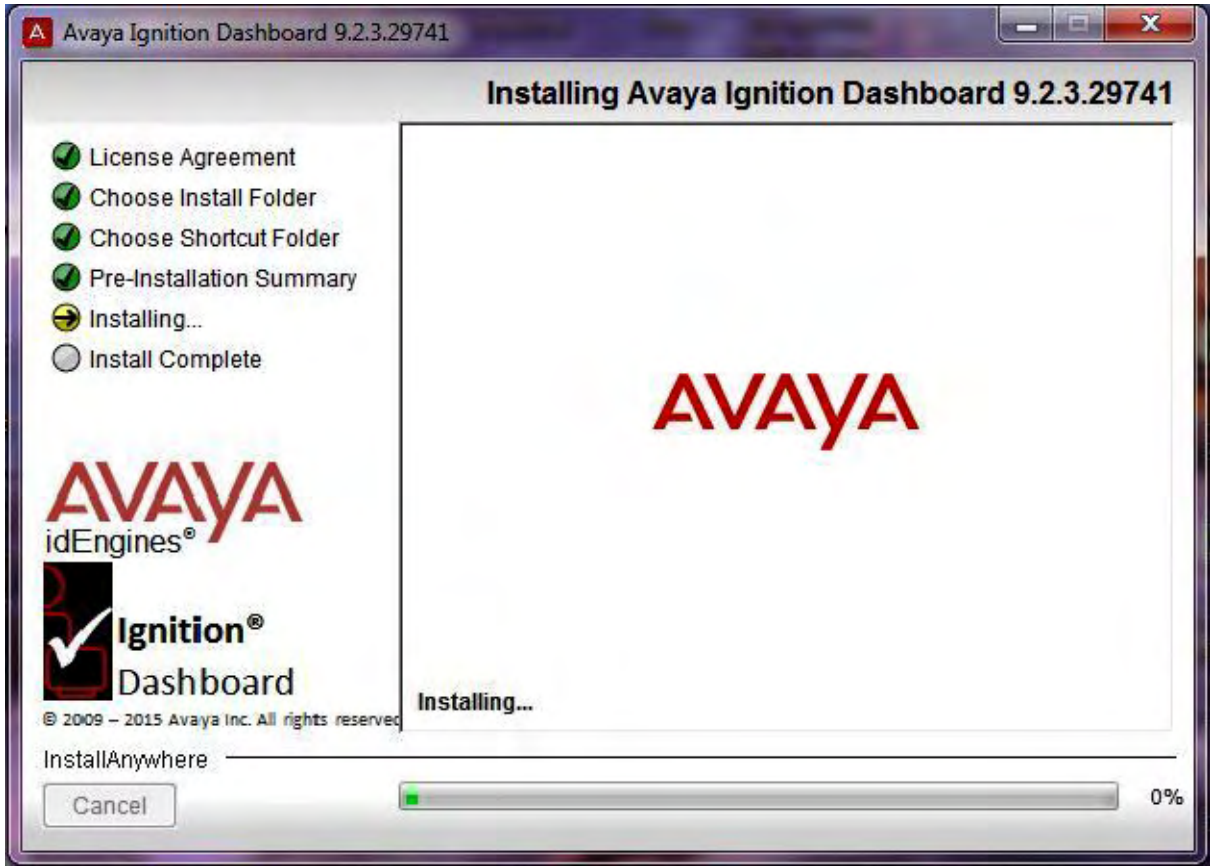 Avaya Ignition Dashboard 9.2.3.29741
Installing Avaya Ignition Dashboard 9.2.3.29741
License Agreement
Choose Install Folder
Choose Shortcut Folder
Pre-Installation Summary
Installing...
Install Complete
AVAYA
AVAYA
idEngines®
Ignition®
Dashboard
© 2009 – 2015 Avaya Inc. All rights reserved
Installing...
InstallAnywhere
Cancel
0%